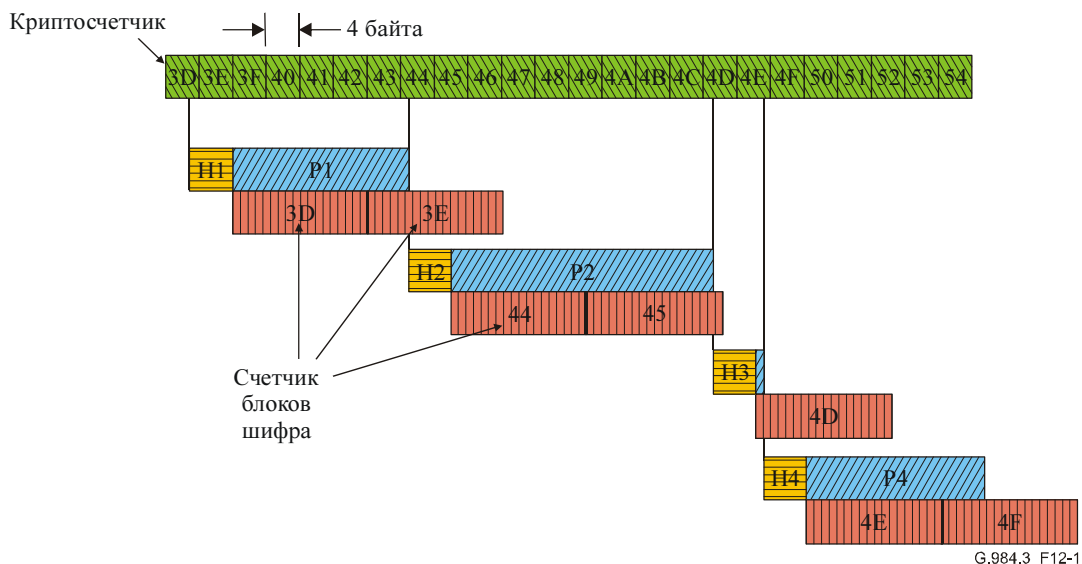 Криптосчетчик
4 байта
3D 3E 3F 40 41 42 43 44 45 46 47 48 49 4A 4B 4C 4D 4E 4F 50 51 52 53 54
H1 P1
3D 3E
H2 P2
44 45
H3
Счетчик
блоков
шифра
4D
H4 P4
4E 4F
G.984.3 F12-1